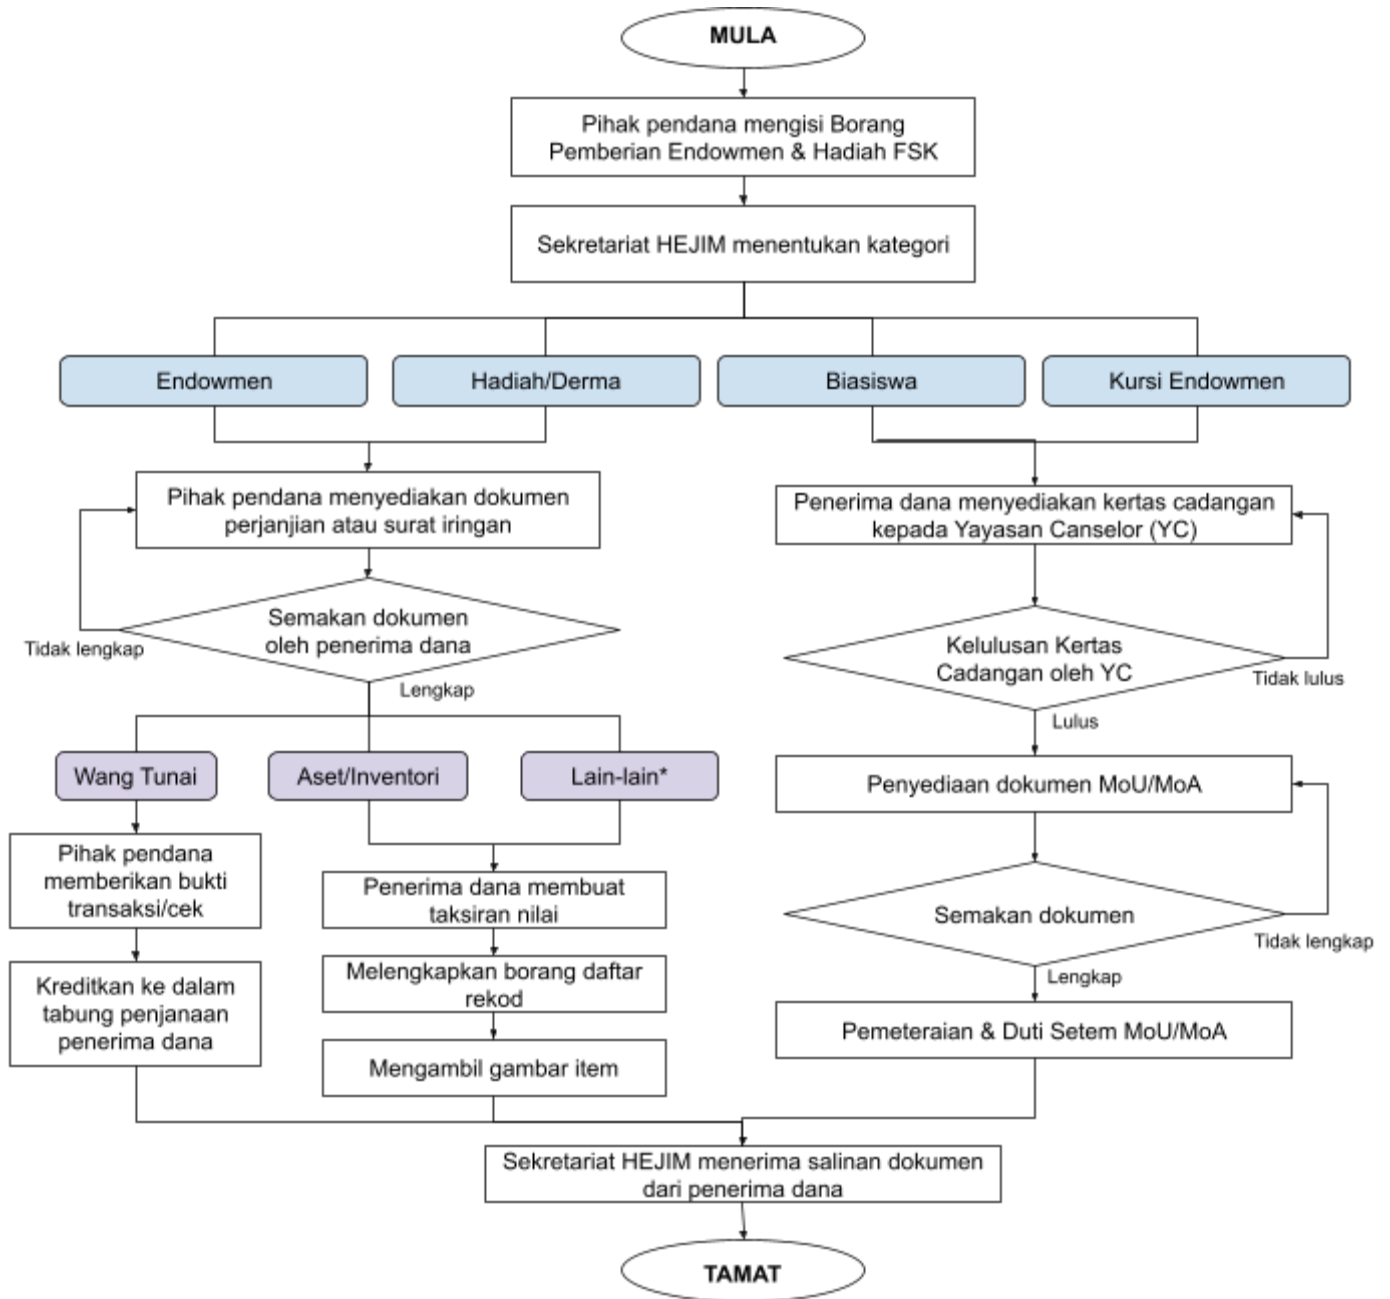 MULA
Pihak pendana mengisi Borang
Pemberian Endowmen & Hadiah FSK
Sekretariat HEJIM menentukan kategori
Endowmen
Hadiah/Derma
Biasiswa
Kursi Endowmen
Pihak pendana menyediakan dokumen
perjanjian atau surat iringan
Semakan dokumen
oleh penerima dana
Tidak lengkap
Lengkap
Wang Tunai
Aset/Inventori
Lain-lain*
Pihak pendana
memberikan bukti
transaksi/cek
Kreditkan ke dalam
tabung penjanaan
penerima dana
Penerima dana membuat
taksiran nilai
Melengkapkan borang daftar
rekod
Mengambil gambar item
Penerima dana menyediakan kertas cadangan
kepada Yayasan Canselor (YC)
Kelulusan Kertas
Cadangan oleh YC
Tidak lulus
Lulus
Penyediaan dokumen MoU/MoA
Semakan dokumen
Tidak lengkap
Lengkap
Pemeteraian & Duti Setem MoU/MoA
Sekretariat HEJIM menerima salinan dokumen
dari penerima dana
TAMAT